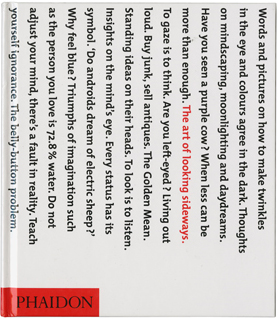 Words and pictures on how to make twinkles
in the eye and colours agree in the dark. Thoughts
on mindscaping, moonlighting and daydreams.
Have you seen a purple cow? When less can be
more than enough. The art of looking sideways.
To gaze is to think. Are you left-eyed? Living out
loud. Buy junk, sell antiques. The Golden Mean.
Standing ideas on their heads. To look is to listen.
Insights on the mind's eye. Every status has its
symbol. 'Do androids dream of electric sheep?'
Why feel blue? Triumphs of imagination such
as the person you love is 72.8% water. Do not
adjust your mind, there's a fault in reality. Teach
yourself ignorance. The belly-button problem.
PHAIDON